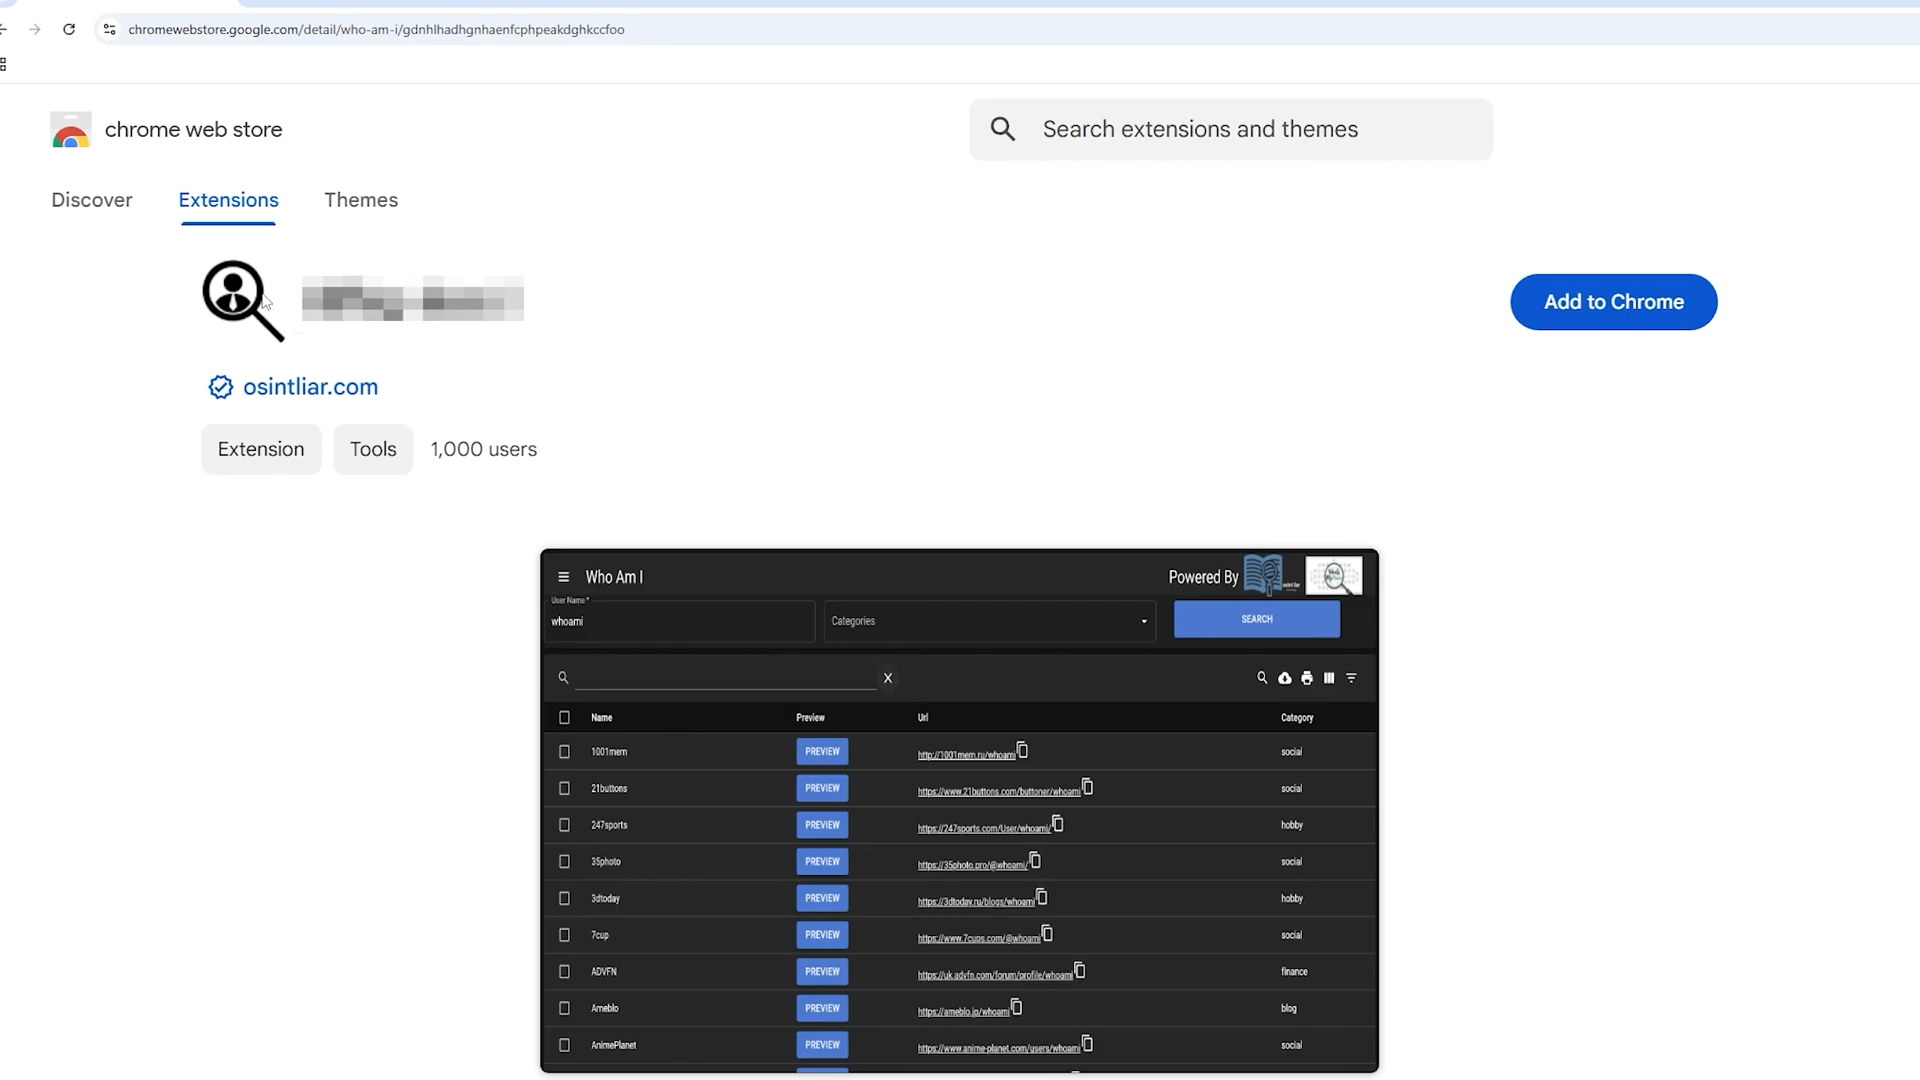 chromewebstore.google.com/detail/who-am-i/gdnhlhadhgnhaenfcphpeakdghkccfoo
chrome web store
Search extensions and themes
Discover
Extensions
Themes
Add to Chrome
osintliar.com
Extension
Tools
1,000 users
Who Am I
Powered By
User Name *
whoami
Categories
SEARCH
X
Name Preview Url Category
1001mem PREVIEW http://1001mem.ru/whoami social
21buttons PREVIEW https://www.21buttons.com/buttoner/whoami social
247sports PREVIEW https://247sports.com/User/whoami/ hobby
35photo PREVIEW https://35photo.pro/@whoami/ social
3dtoday PREVIEW https://3dtoday.ru/blogs/whoami hobby
7cup PREVIEW https://www.7cups.com/@whoami social
ADVFN PREVIEW https://uk.advfn.com/forum/profile/whoami finance
Ameblo PREVIEW https://ameblo.jp/whoami blog
AnimePlanet PREVIEW https://www.anime-planet.com/users/whoami social